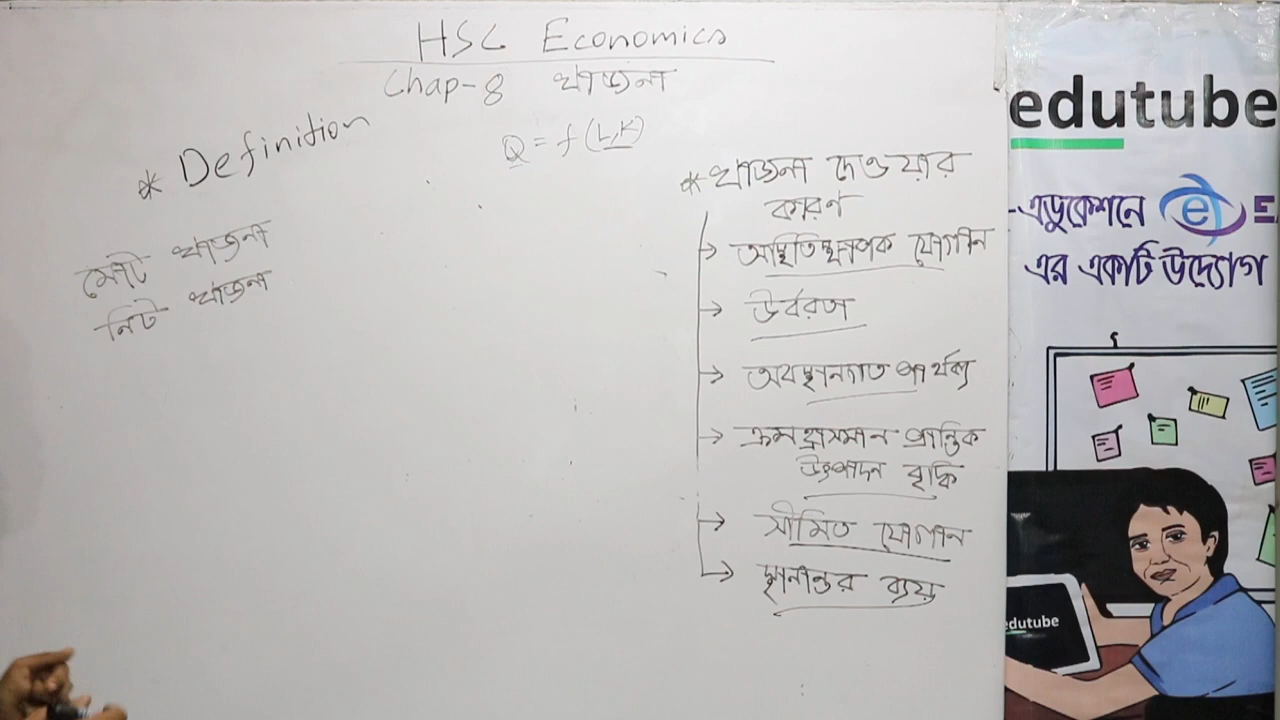 HSC Economics
Chap-8 খাজনা
* Definition
Q = f (L,K)
মোট খাজনা
নিট খাজনা
* খাজনা দেওয়ার
কারণ
→ অস্থিতিস্থাপক যোগান
→ উর্বরতা
→ অবস্থানগত পার্থক্য
→ ক্রমহ্রাসমান প্রান্তিক
উৎপাদন বৃদ্ধি
→ সীমিত যোগান
→ স্থানান্তর ব্যয়
edutube
-এডুকেশনে e E
এর একটি উদ্যোগ
edutube